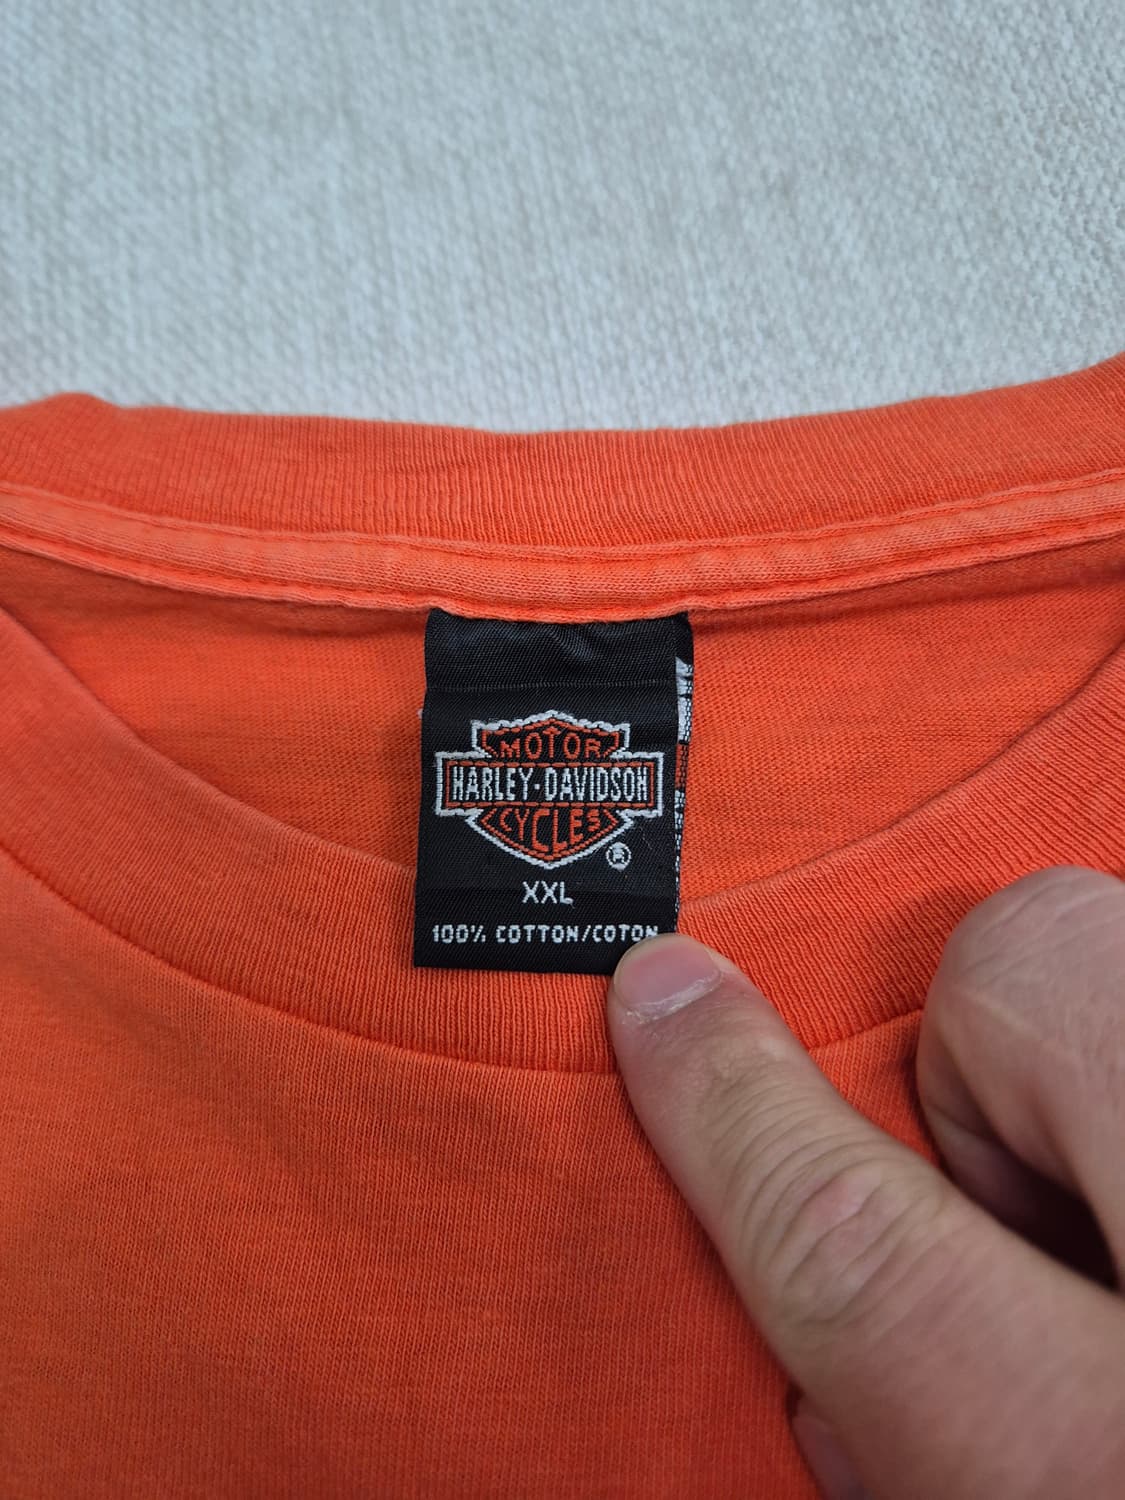 MOTOR
HARLEY-DAVIDSON
CYCLES
®
XXL
100% COTTON/COTON